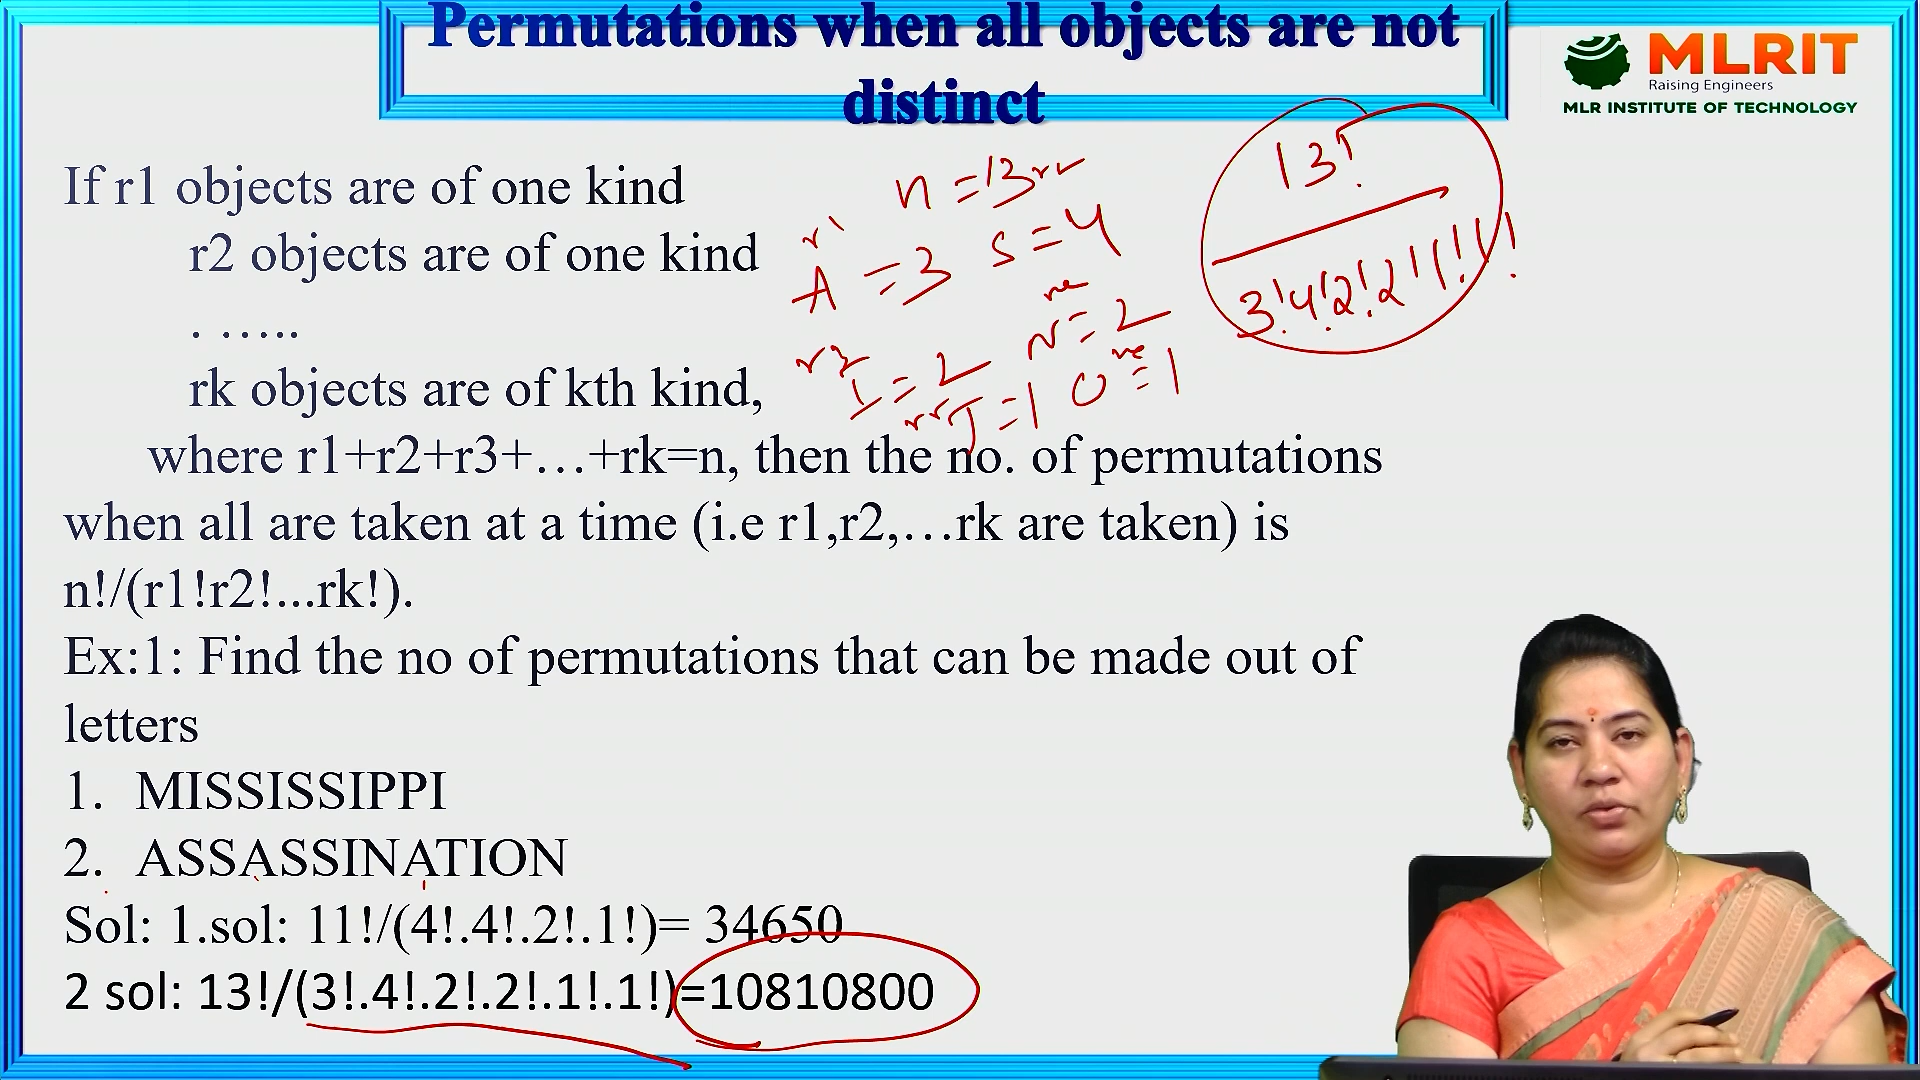 Permutations when all objects are not
distinct
MLRIT
Raising Engineers
MLR INSTITUTE OF TECHNOLOGY
If r1 objects are of one kind
r2 objects are of one kind
. …..
rk objects are of kth kind,
where r1+r2+r3+…+rk=n, then the no. of permutations
when all are taken at a time (i.e r1,r2,…rk are taken) is
n!/(r1!r2!...rk!).
Ex:1: Find the no of permutations that can be made out of
letters
1. MISSISSIPPI
2. ASSASSINATION
Sol: 1.sol: 11!/(4!.4!.2!.1!)= 34650
2 sol: 13!/(3!.4!.2!.2!.1!.1!)=10810800
n =13
r1
A =3 S=4
N=2
I=2
J=1 O=1
13!
3!4!2!2!1!1!